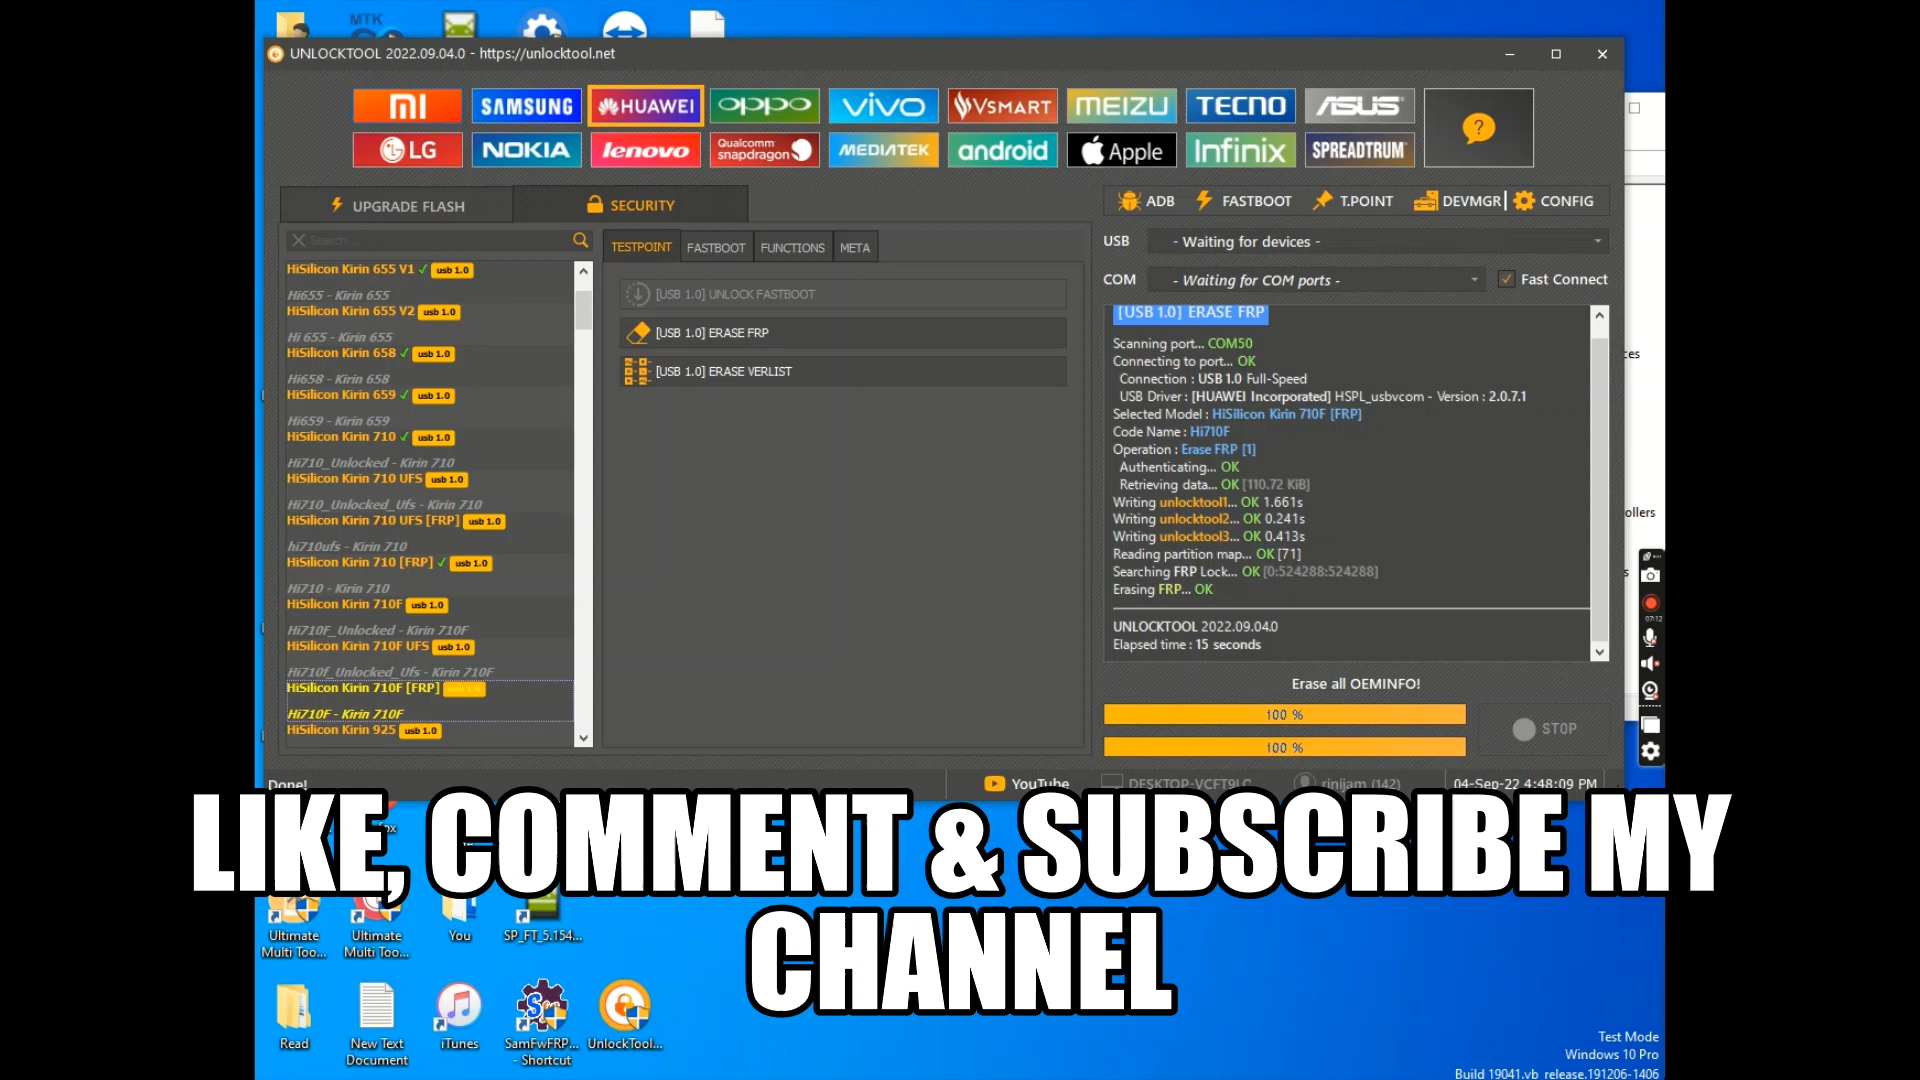 MTK
UNLOCKTOOL 2022.09.04.0 - https://unlocktool.net
MI SAMSUNG HUAWEI OPPO VIVO VSMART MEIZU TECNO ASUS
LG NOKIA lenovo Qualcomm snapdragon MEDIATEK android Apple Infinix SPREADTRUM
?
UPGRADE FLASH
SECURITY
ADB FASTBOOT T.POINT DEVMGR CONFIG
Search
TESTPOINT FASTBOOT FUNCTIONS META
USB - Waiting for devices -
COM - Waiting for COM ports - Fast Connect
HiSilicon Kirin 655 V1 ✓ usb 1.0
Hi655 - Kirin 655
HiSilicon Kirin 655 V2 usb 1.0
Hi 655 - Kirin 655
HiSilicon Kirin 658 ✓ usb 1.0
Hi658 - Kirin 658
HiSilicon Kirin 659 ✓ usb 1.0
Hi659 - Kirin 659
HiSilicon Kirin 710 ✓ usb 1.0
Hi710_Unlocked - Kirin 710
HiSilicon Kirin 710 UFS usb 1.0
Hi710_Unlocked_Ufs - Kirin 710
HiSilicon Kirin 710 UFS [FRP] usb 1.0
hi710ufs - Kirin 710
HiSilicon Kirin 710 [FRP] ✓ usb 1.0
Hi710 - Kirin 710
HiSilicon Kirin 710F usb 1.0
Hi710F_Unlocked - Kirin 710F
HiSilicon Kirin 710F UFS usb 1.0
Hi710f_Unlocked_Ufs - Kirin 710F
HiSilicon Kirin 710F [FRP]
Hi710F - Kirin 710F
HiSilicon Kirin 925 usb 1.0
[USB 1.0] UNLOCK FASTBOOT
[USB 1.0] ERASE FRP
[USB 1.0] ERASE VERLIST
[USB 1.0] ERASE FRP
Scanning port... COM50
Connecting to port... OK
Connection : USB 1.0 Full-Speed
USB Driver : [HUAWEI Incorporated] HSPL_usbvcom - Version : 2.0.7.1
Selected Model : HiSilicon Kirin 710F [FRP]
Code Name : Hi710F
Operation : Erase FRP [1]
Authenticating... OK
Retrieving data... OK [110.72 KiB]
Writing unlocktool1... OK 1.661s
Writing unlocktool2... OK 0.241s
Writing unlocktool3... OK 0.413s
Reading partition map... OK [71]
Searching FRP Lock... OK [0:524288:524288]
Erasing FRP... OK
UNLOCKTOOL 2022.09.04.0
Elapsed time : 15 seconds
Erase all OEMINFO!
100 %
100 %
STOP
ces
ollers
s
07:12
Done!
YouTube DESKTOP-VCFT9LC rinijam (142) 04-Sep-22 4:48:09 PM
LIKE, COMMENT & SUBSCRIBE MY
CHANNEL
Ultimate Multi Too...
Ultimate Multi Too...
You
SP_FT_5.154...
Read
New Text Document
iTunes
SamFwFRP... - Shortcut
UnlockTool...
Test Mode
Windows 10 Pro
Build 19041.vb_release.191206-1406